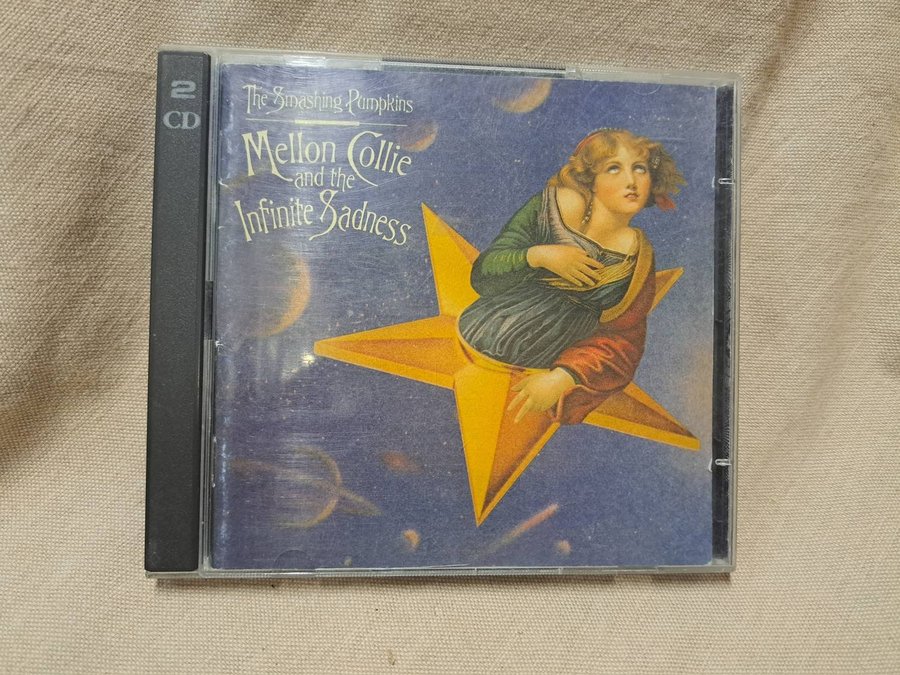 2
CD
The Smashing Pumpkins
Mellon Collie
and the
Infinite Sadness